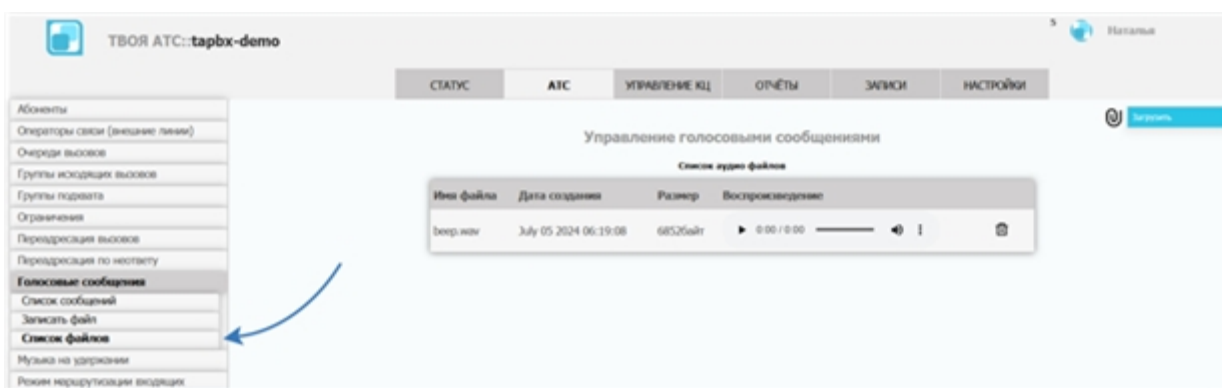 ТВОЯ АТС::tapbx-demo
5
Наталья
СТАТУС
АТС
УПРАВЛЕНИЕ КЦ
ОТЧЁТЫ
ЗАПИСИ
НАСТРОЙКИ
Загрузить
Абоненты
Операторы связи (внешние линии)
Очереди вызовов
Группы исходящих вызовов
Группы подхвата
Ограничения
Переадресация вызовов
Переадресация по неответу
Голосовые сообщения
Список сообщений
Записать файл
Список файлов
Музыка на удержании
Режим маршрутизации входящих
Управление голосовыми сообщениями
Список аудио файлов
Имя файла Дата создания Размер Воспроизведение
beep.wav July 05 2024 06:19:08 6852байт 0:00 / 0:00